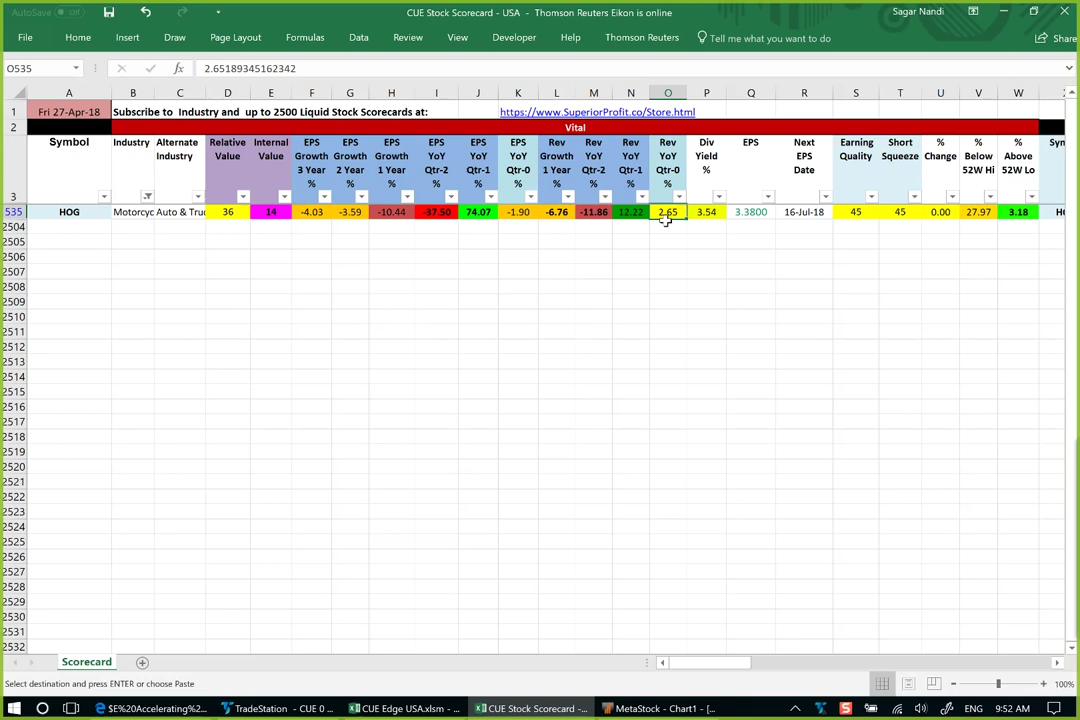 AutoSave Off CUE Stock Scorecard - USA - Thomson Reuters Eikon is online Sagar Nandi
File Home Insert Draw Page Layout Formulas Data Review View Developer Help Thomson Reuters Tell me what you want to do Share
O535 fx 2.65189345162342
A B C D E F G H I J K L M N O P Q R S T U V W
1 Fri 27-Apr-18 Subscribe to Industry and up to 2500 Liquid Stock Scorecards at: https://www.SuperiorProfit.co/Store.html
2 Vital
Symbol Industry Alternate Relative Internal EPS EPS EPS EPS EPS EPS Rev Rev Rev Rev Div EPS Next Earning Short % % %
Industry Value Value Growth Growth Growth YoY YoY YoY Growth YoY YoY YoY Yield EPS Quality Squeeze Change Below Above
3 Year 2 Year 1 Year Qtr-2 Qtr-1 Qtr-0 1 Year Qtr-2 Qtr-1 Qtr-0 % Date 52W Hi 52W Lo
% % % % % % % % % %
3
535 HOG Motorcyc Auto & Truc 36 14 -4.03 -3.59 -10.44 -37.50 74.07 -1.90 -6.76 -11.86 12.22 2.65 3.54 3.3800 16-Jul-18 45 45 0.00 27.97 3.18
2504
2505
2506
2507
2508
2509
2510
2511
2512
2513
2514
2515
2516
2517
2518
2519
2520
2521
2522
2523
2524
2525
2526
2527
2528
2529
2530
2531
2532
Scorecard
Select destination and press ENTER or choose Paste 100%
$E%20Accelerating%2... TradeStation - CUE 0 ... CUE Edge USA.xlsm - ... CUE Stock Scorecard -... MetaStock - Chart1 - [... ENG 9:52 AM